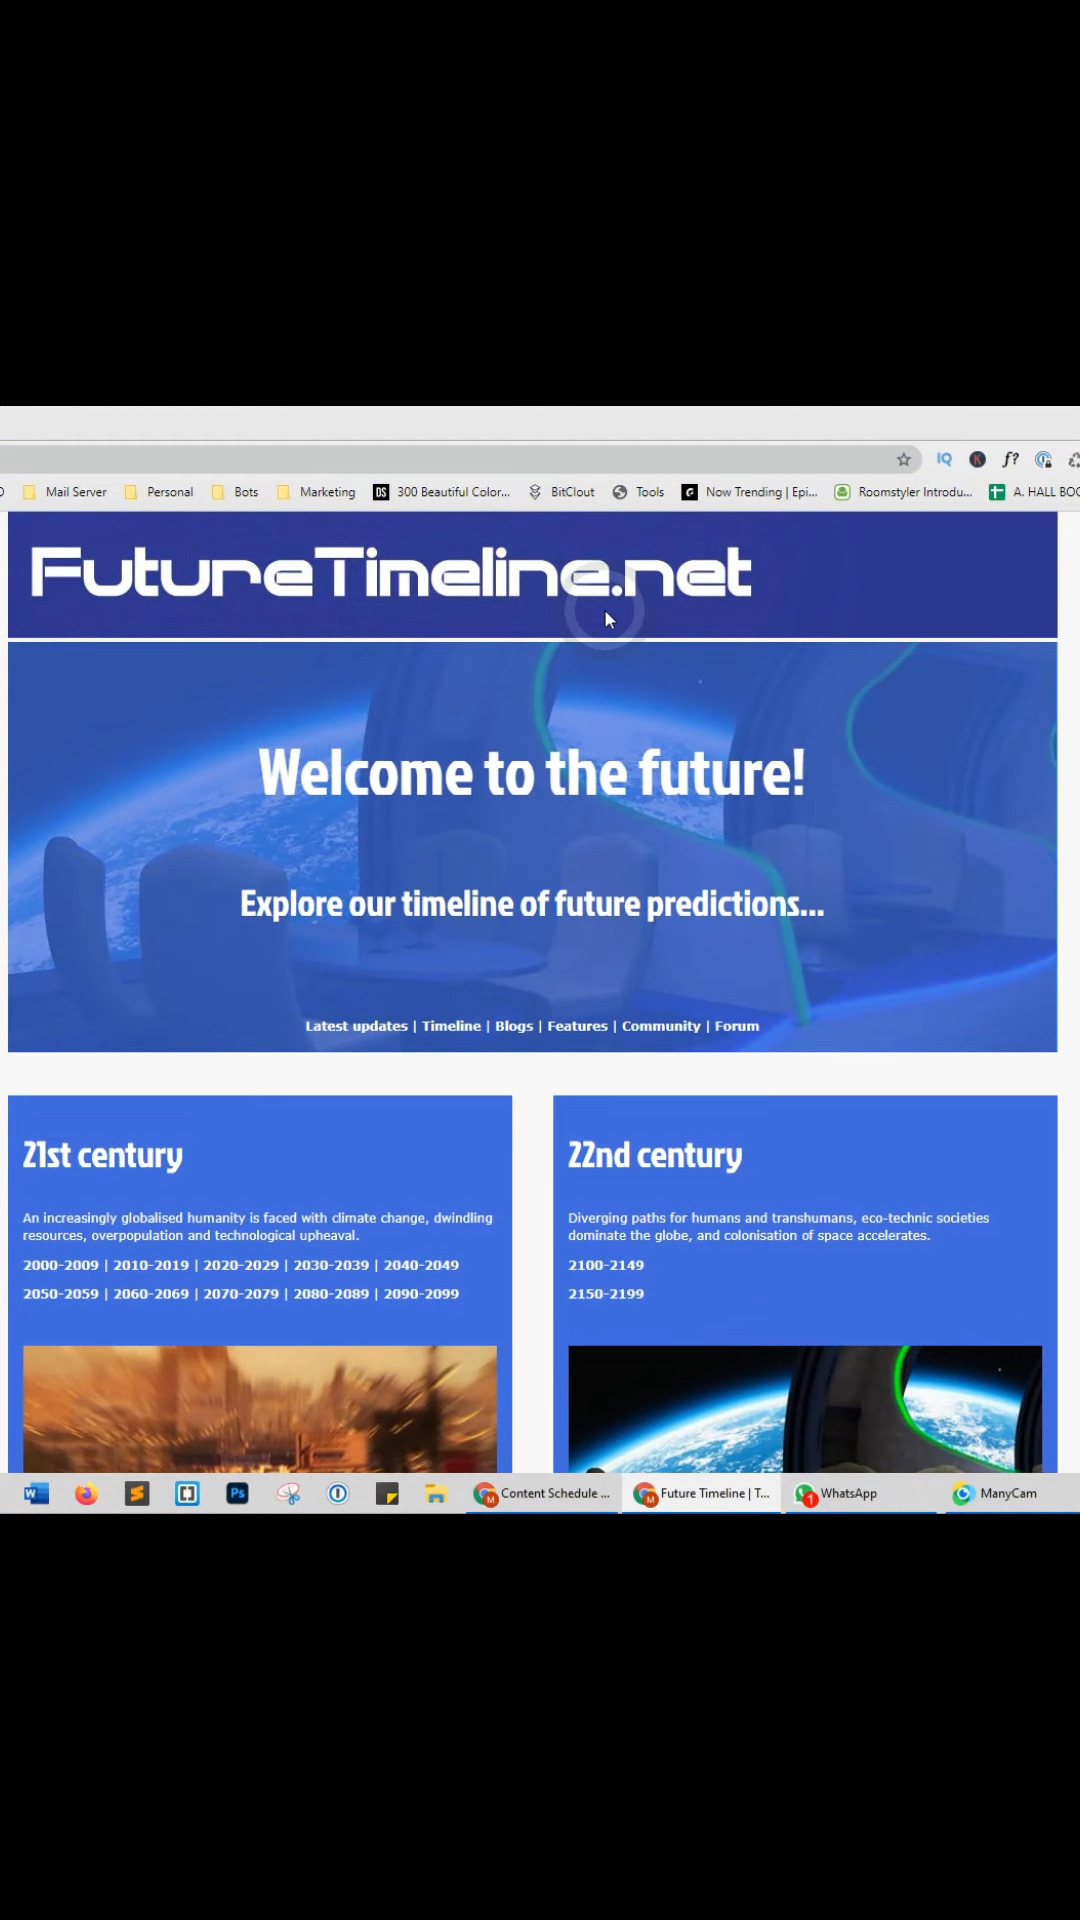 IQ
f?
Mail Server Personal Bots Marketing DS 300 Beautiful Color... BitClout Tools Now Trending | Epi... Roomstyler Introdu... A. HALL BOO
FutureTimeline.net
Welcome to the future!
Explore our timeline of future predictions...
Latest updates | Timeline | Blogs | Features | Community | Forum
21st century
An increasingly globalised humanity is faced with climate change, dwindling
resources, overpopulation and technological upheaval.
2000-2009 | 2010-2019 | 2020-2029 | 2030-2039 | 2040-2049
2050-2059 | 2060-2069 | 2070-2079 | 2080-2089 | 2090-2099
22nd century
Diverging paths for humans and transhumans, eco-technic societies
dominate the globe, and colonisation of space accelerates.
2100-2149
2150-2199
Ps M Content Schedule ... M Future Timeline | T... 1 WhatsApp ManyCam